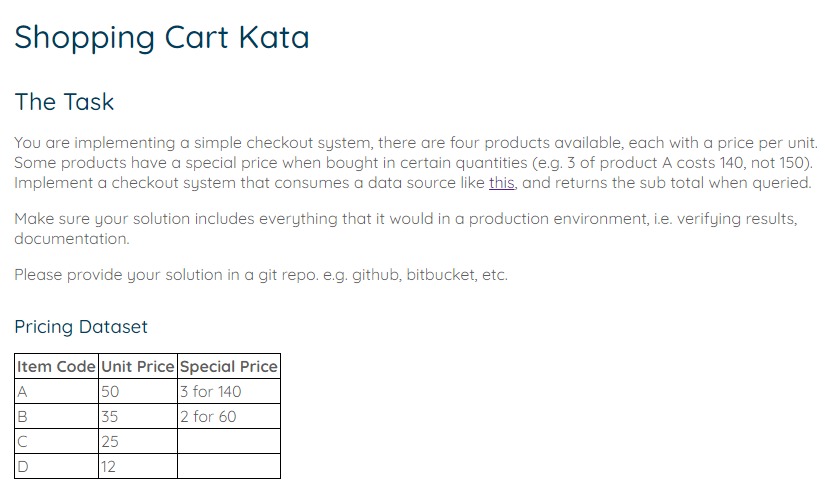 Shopping Cart Kata
The Task
You are implementing a simple checkout system, there are four products available, each with a price per unit.
Some products have a special price when bought in certain quantities (e.g. 3 of product A costs 140, not 150).
Implement a checkout system that consumes a data source like this, and returns the sub total when queried.
Make sure your solution includes everything that it would in a production environment, i.e. verifying results,
documentation.
Please provide your solution in a git repo. e.g. github, bitbucket, etc.
Pricing Dataset
Item Code Unit Price Special Price
A 50 3 for 140
B 35 2 for 60
C 25
D 12